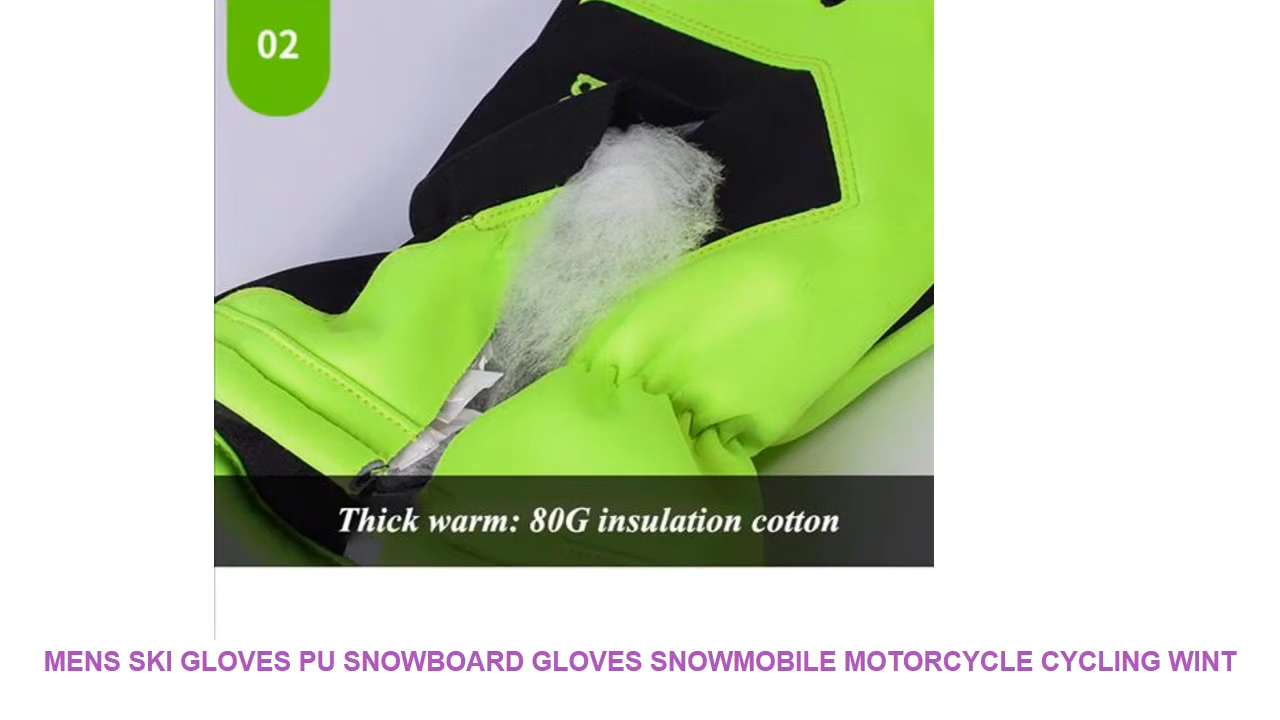 02
Thick warm: 80G insulation cotton
MENS SKI GLOVES PU SNOWBOARD GLOVES SNOWMOBILE MOTORCYCLE CYCLING WINT